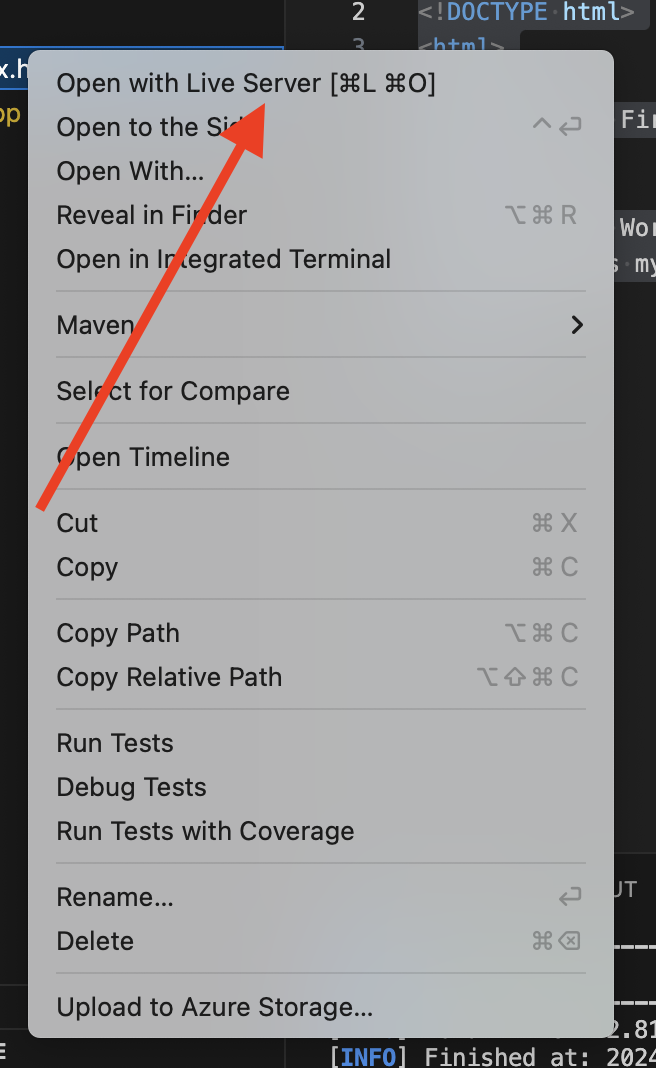 2 <!DOCTYPE html>
3 <html>
x.h
Open with Live Server [⌘L ⌘O]
Open to the Side ⌃↩
Open With...
Reveal in Finder ⌥⌘R
Open in Integrated Terminal
Maven
Select for Compare
Open Timeline
Cut ⌘X
Copy ⌘C
Copy Path ⌥⌘C
Copy Relative Path ⌥⇧⌘C
Run Tests
Debug Tests
Run Tests with Coverage
Rename... ↩
Delete ⌘⌫
Upload to Azure Storage...
pp
Fir
Wor
s my
UT
2.81
[INFO] Finished at: 2024
E